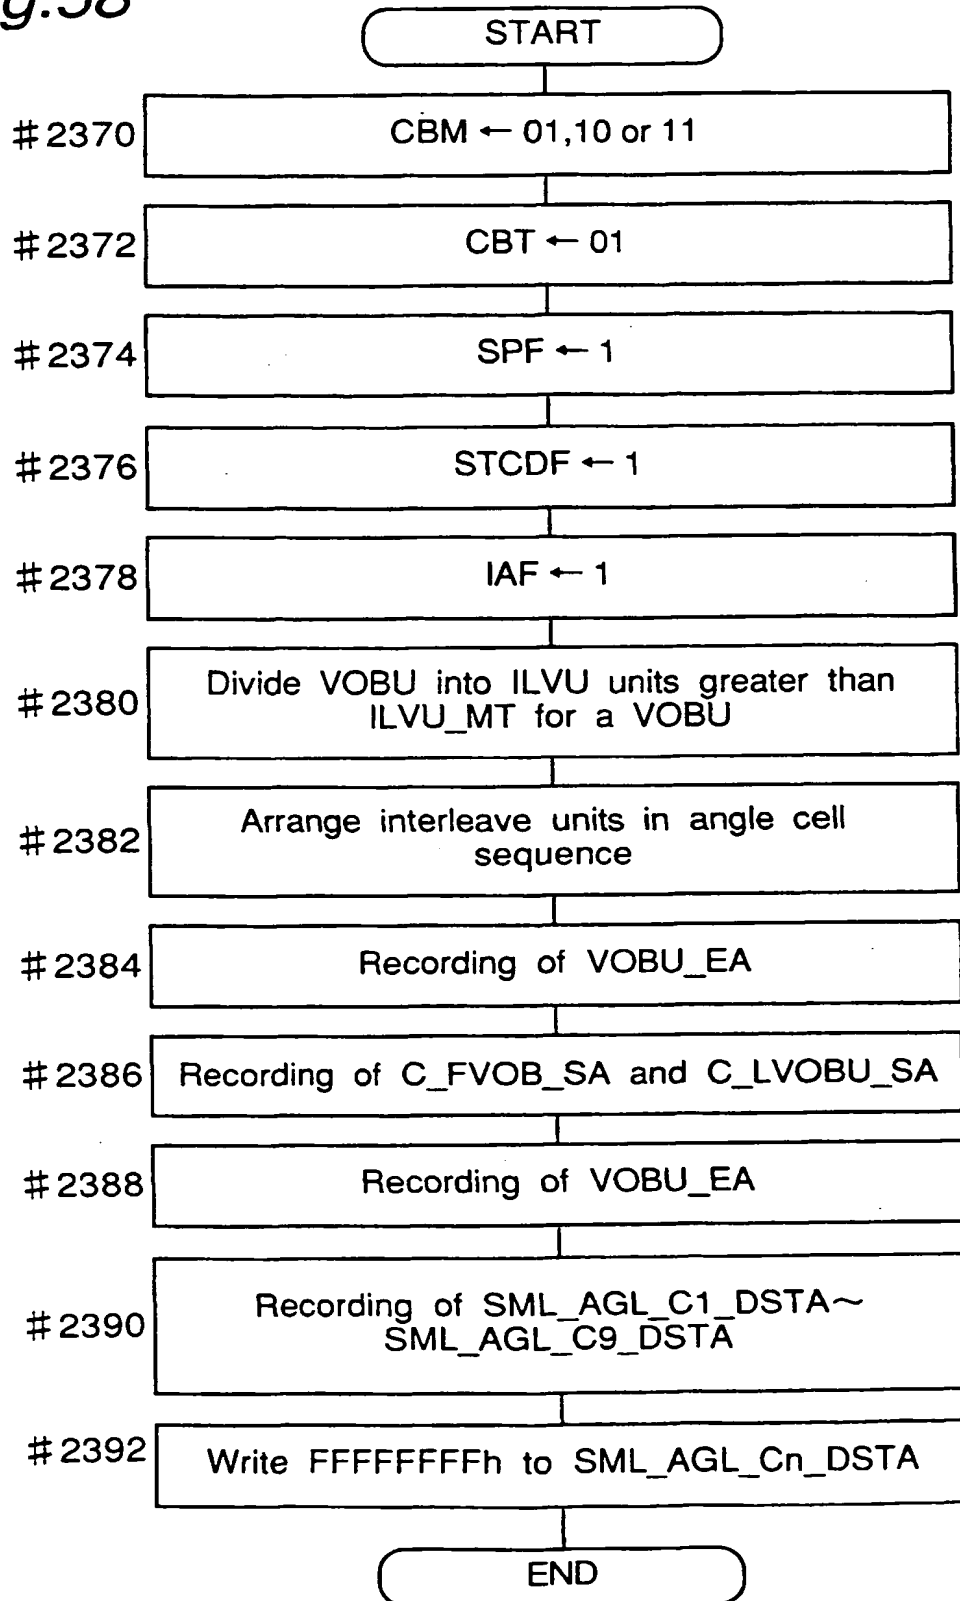 g.58
START
#2370
CBM ← 01,10 or 11
#2372
CBT ← 01
#2374
SPF ← 1
#2376
STCDF ← 1
#2378
IAF ← 1
#2380
Divide VOBU into ILVU units greater than
ILVU_MT for a VOBU
#2382
Arrange interleave units in angle cell
sequence
#2384
Recording of VOBU_EA
#2386
Recording of C_FVOB_SA and C_LVOBU_SA
#2388
Recording of VOBU_EA
#2390
Recording of SML_AGL_C1_DSTA~
SML_AGL_C9_DSTA
#2392
Write FFFFFFFFh to SML_AGL_Cn_DSTA
END